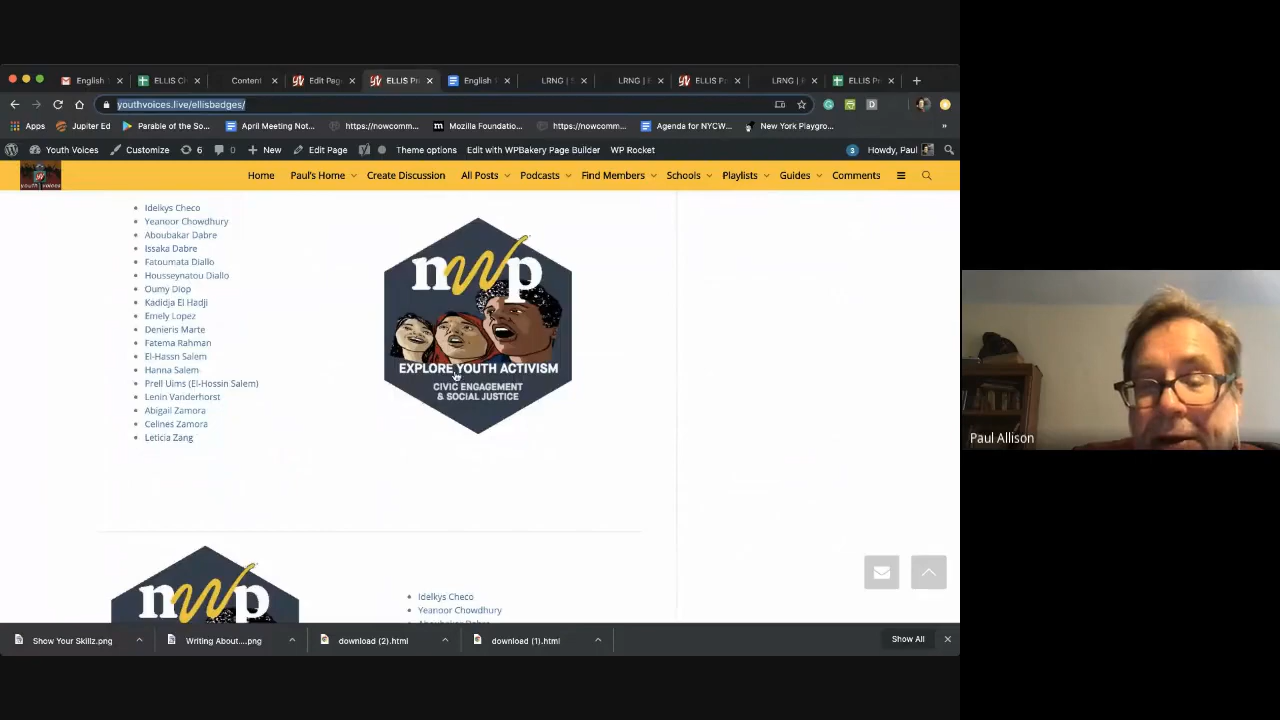 English
ELLIS C
Content
Edit Pag
ELLIS Pr
English
LRNG | 
LRNG | 
ELLIS P
LRNG | 
ELLIS Pr
youthvoices.live/ellisbadges/
Apps
Jupiter Ed
Parable of the So...
April Meeting Not...
https://nowcomm...
Mozilla Foundatio...
https://nowcomm...
Agenda for NYCW...
New York Playgro...
Youth Voices
Customize
6
0
New
Edit Page
Theme options
Edit with WPBakery Page Builder
WP Rocket
3
Howdy, Paul
Home
Paul's Home
Create Discussion
All Posts
Podcasts
Find Members
Schools
Playlists
Guides
Comments
Idelkys Checo
Yeanoor Chowdhury
Aboubakar Dabre
Issaka Dabre
Fatoumata Diallo
Housseynatou Diallo
Oumy Diop
Kadidja El Hadji
Emely Lopez
Denieris Marte
Fatema Rahman
El-Hassn Salem
Hanna Salem
Prell Uims (El-Hossin Salem)
Lenin Vanderhorst
Abigail Zamora
Celines Zamora
Leticia Zang
nwp
EXPLORE YOUTH ACTIVISM
CIVIC ENGAGEMENT
& SOCIAL JUSTICE
nwp
Idelkys Checo
Yeanoor Chowdhury
Show Your Skillz.png
Writing About....png
download (2).html
download (1).html
Show All
Paul Allison